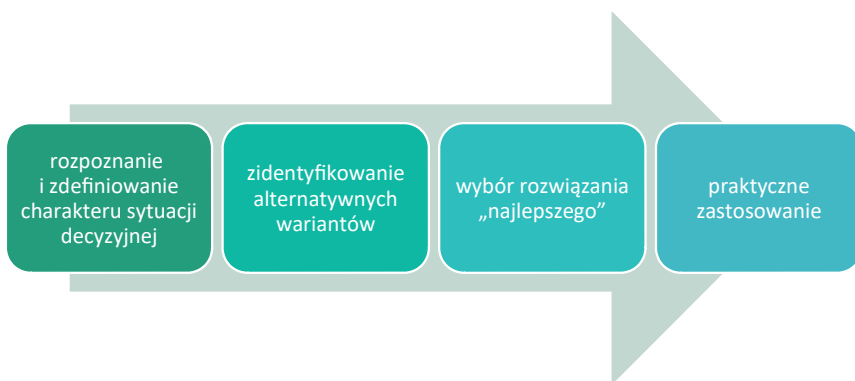 rozpoznanie
i zdefiniowanie
charakteru sytuacji
decyzyjnej
zidentyfikowanie
alternatywnych
wariantów
wybór rozwiązania
„najlepszego”
praktyczne
zastosowanie